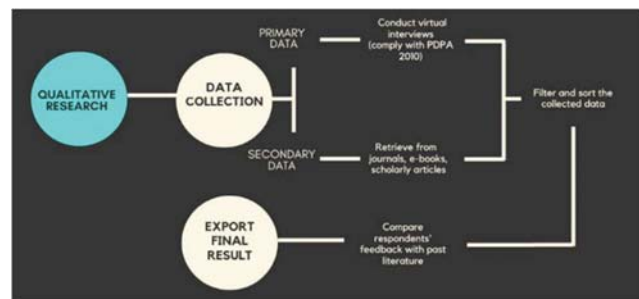 QUALITATIVE
RESEARCH
DATA
COLLECTION
PRIMARY
DATA
Conduct virtual
interviews
(comply with PDPA
2010)
SECONDARY
DATA
Retrieve from
journals, e-books,
scholarly articles
Filter and sort the
collected data
Compare
respondents'
feedback with past
literature
EXPORT
FINAL
RESULT